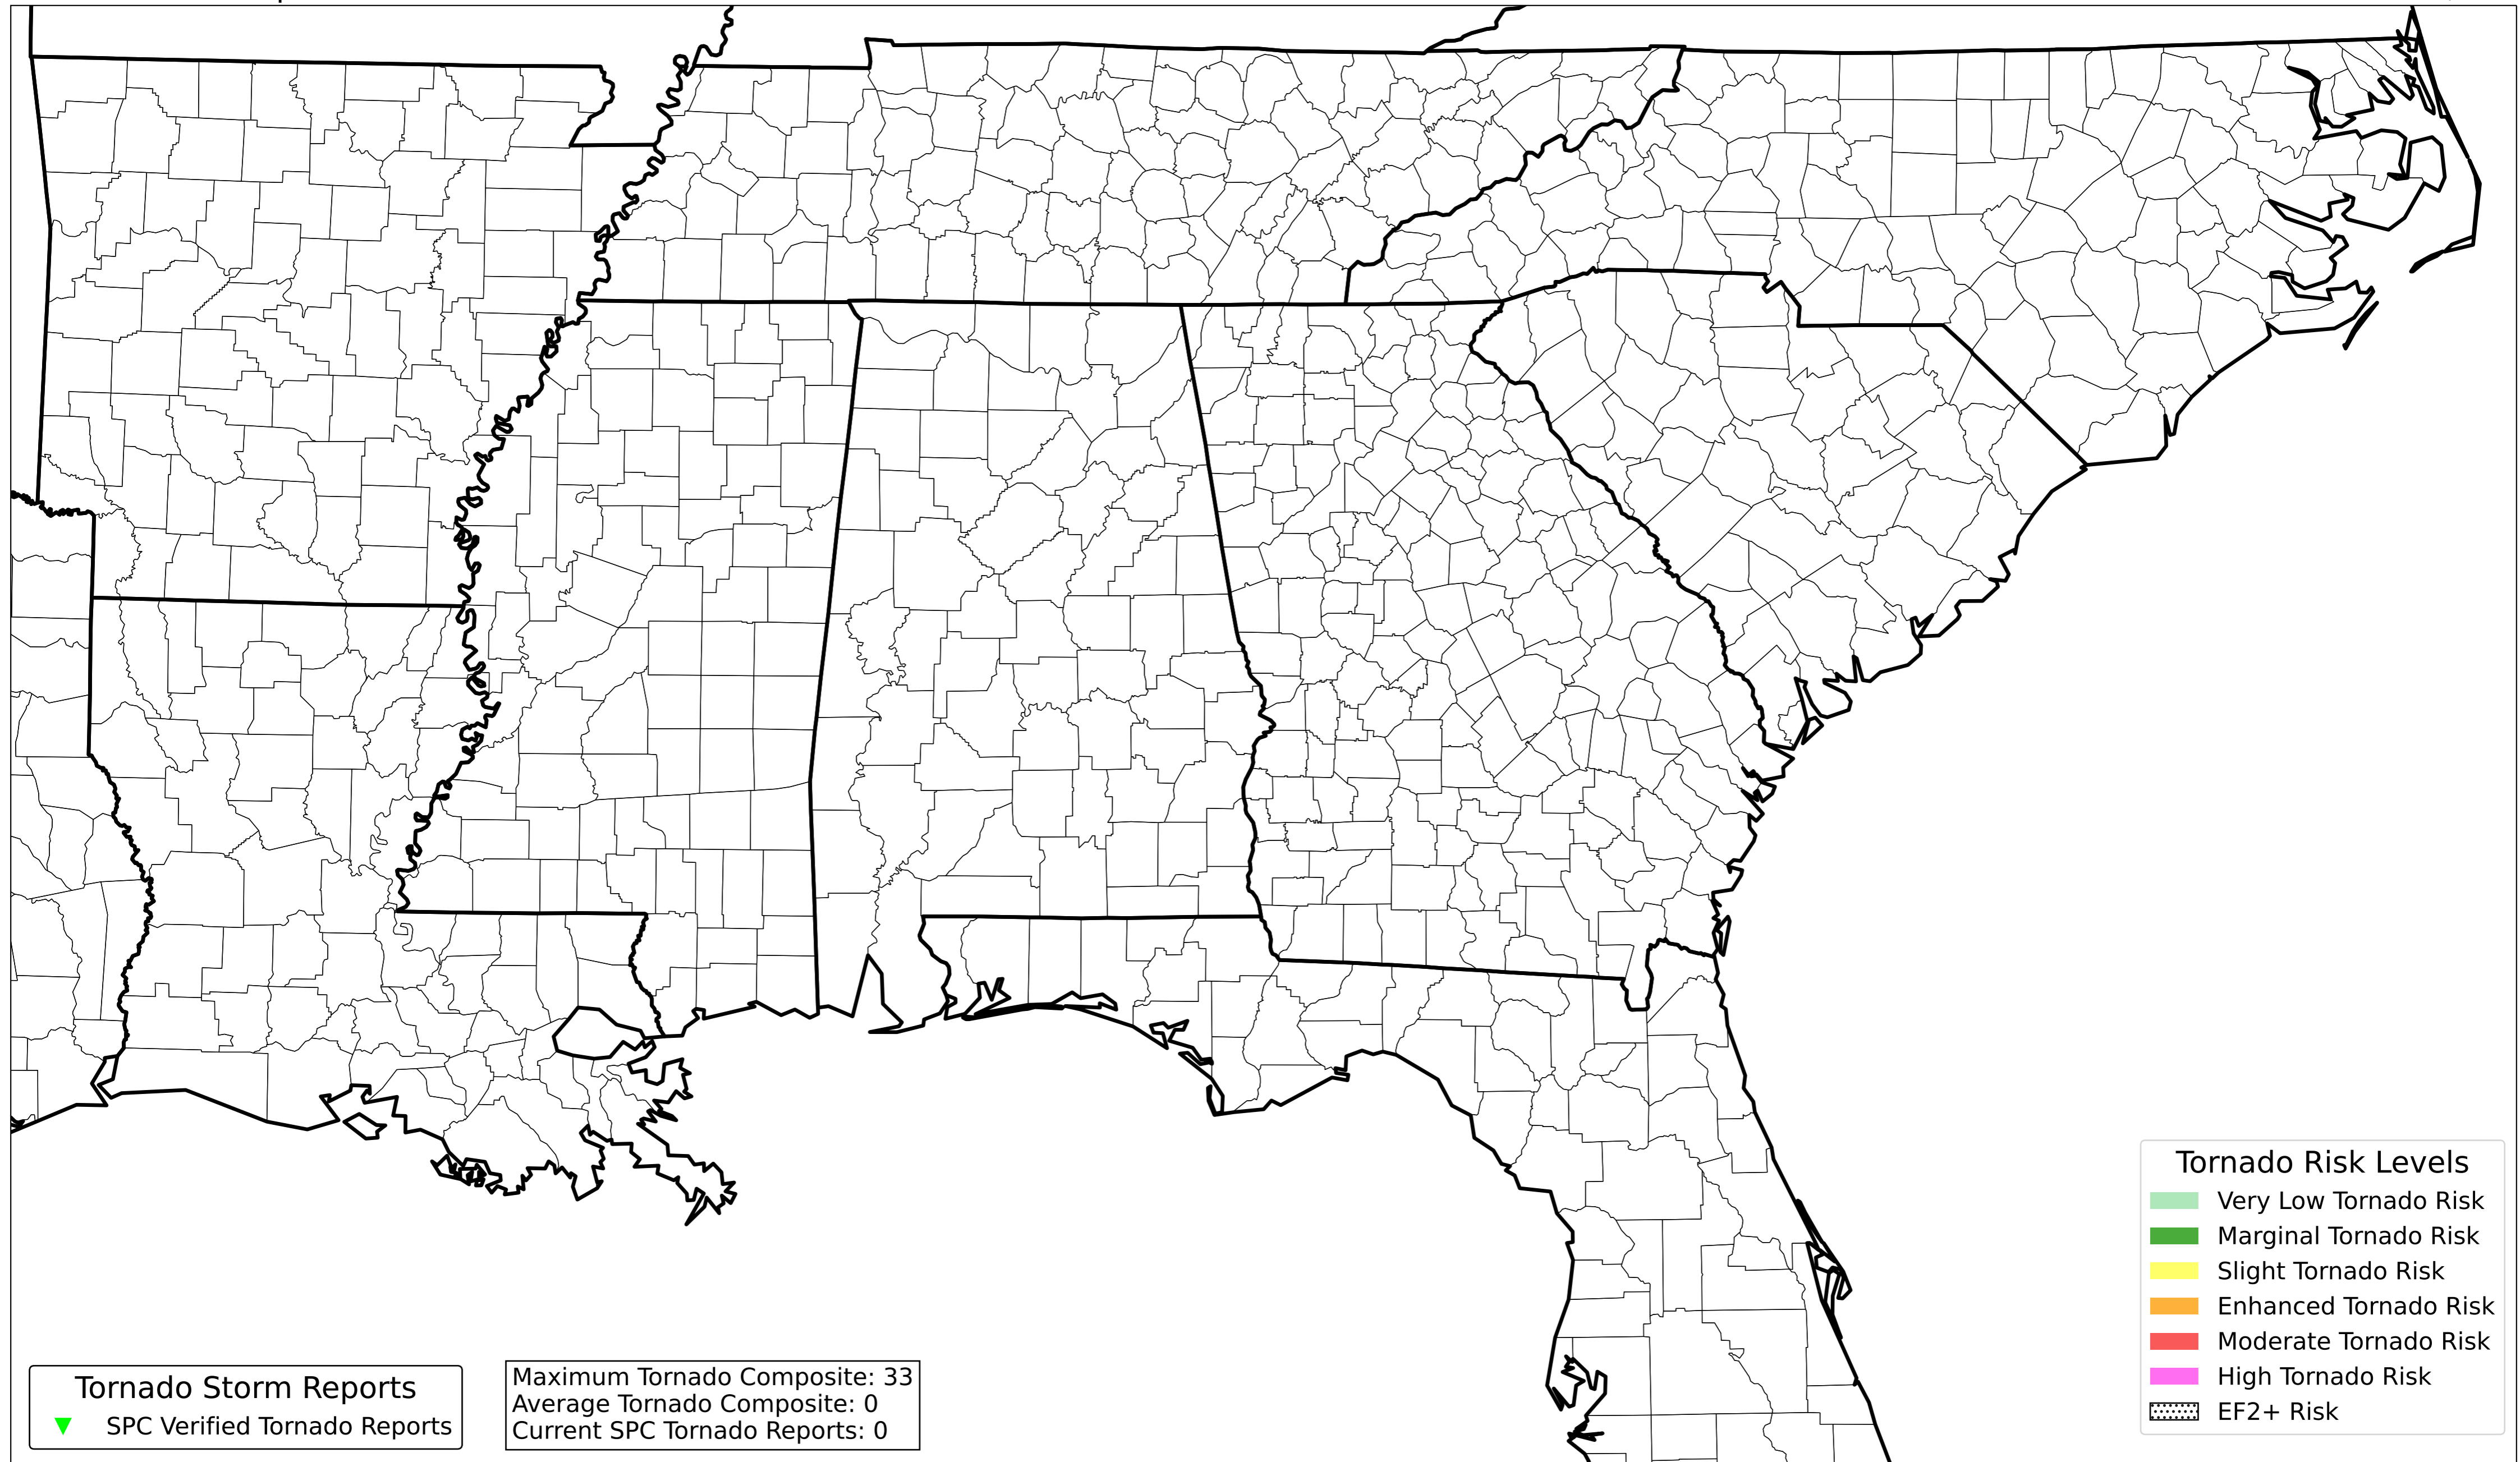 Tornado Risk Levels
Very Low Tornado Risk
Marginal Tornado Risk
Slight Tornado Risk
Enhanced Tornado Risk
Moderate Tornado Risk
High Tornado Risk
EF2+ Risk
Tornado Storm Reports
SPC Verified Tornado Reports
Maximum Tornado Composite: 33
Average Tornado Composite: 0
Current SPC Tornado Reports: 0